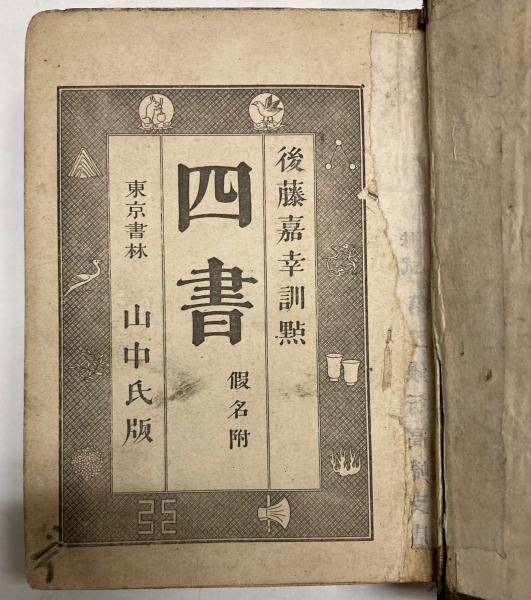 後藤嘉幸訓點
四書
假名附
東京書林
山中氏版